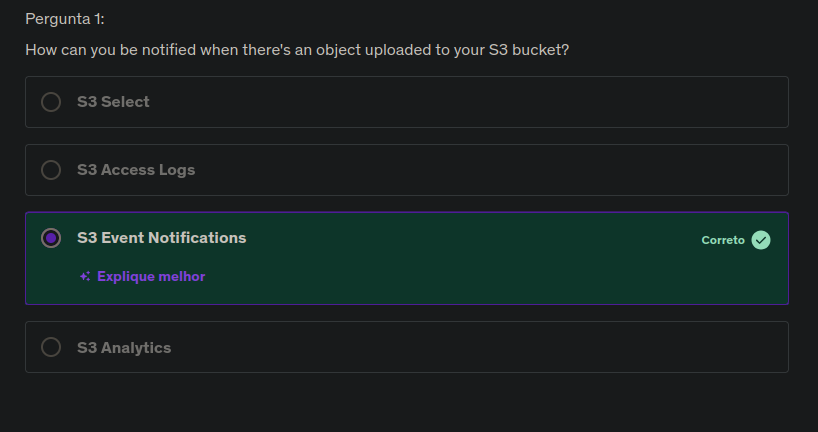 Pergunta 1:
How can you be notified when there's an object uploaded to your S3 bucket?
S3 Select
S3 Access Logs
S3 Event Notifications
Correto
Explique melhor
S3 Analytics